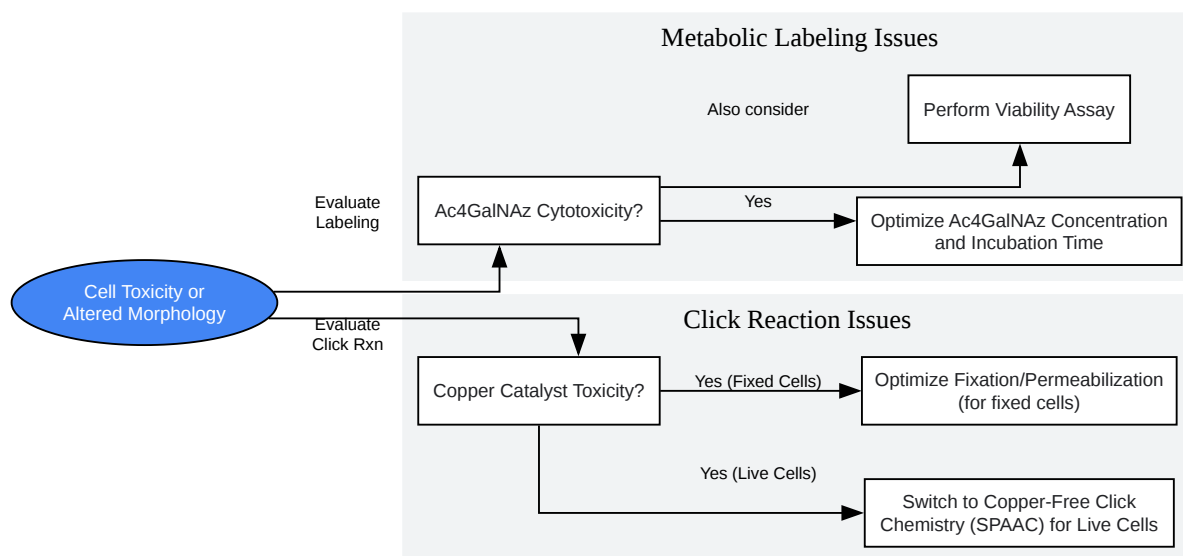 Metabolic Labeling Issues
Also consider
Perform Viability Assay
Evaluate
Labeling
Ac4GalNAz Cytotoxicity?
Yes
Optimize Ac4GalNAz Concentration
and Incubation Time
Cell Toxicity or
Altered Morphology
Evaluate
Click Rxn
Click Reaction Issues
Copper Catalyst Toxicity?
Yes (Fixed Cells)
Optimize Fixation/Permeabilization
(for fixed cells)
Yes (Live Cells)
Switch to Copper-Free Click
Chemistry (SPAAC) for Live Cells